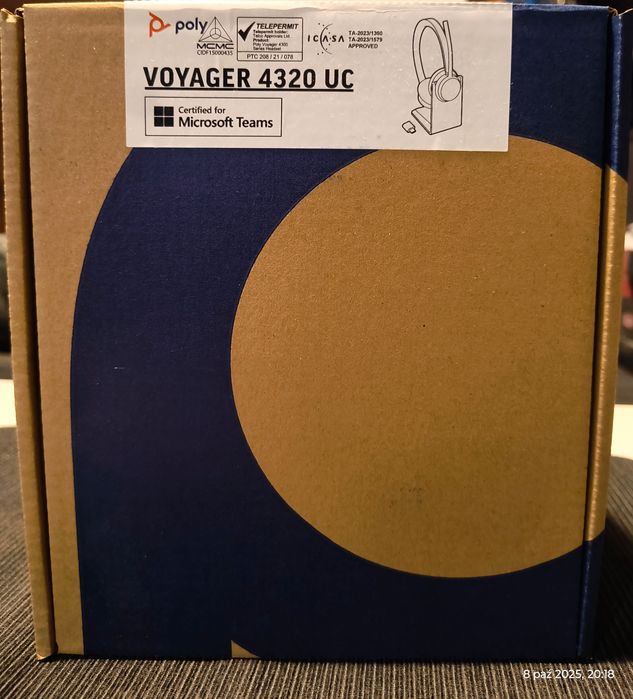 poly
MCMC
CIDF15000435
TELEPERMIT
Telepermit holder:
Telco Approvals Ltd.
Product:
Poly Voyager 4300
Series Headset
PTC 208 / 21 / 078
ICASA
TA-2023/1390
TA-2023/1579
APPROVED
VOYAGER 4320 UC
Certified for
Microsoft Teams
8 paź 2025, 20:18